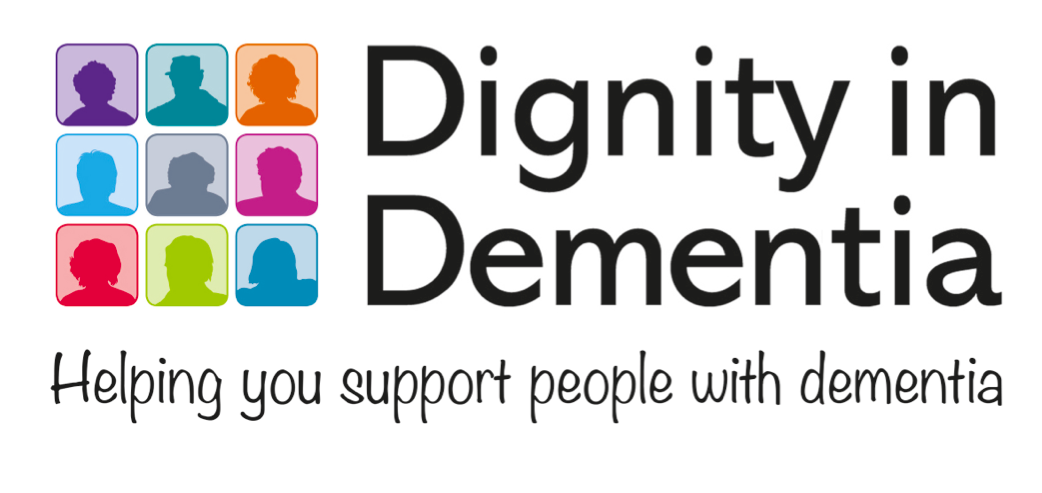 Dignity in
Dementia
Helping you support people with dementia